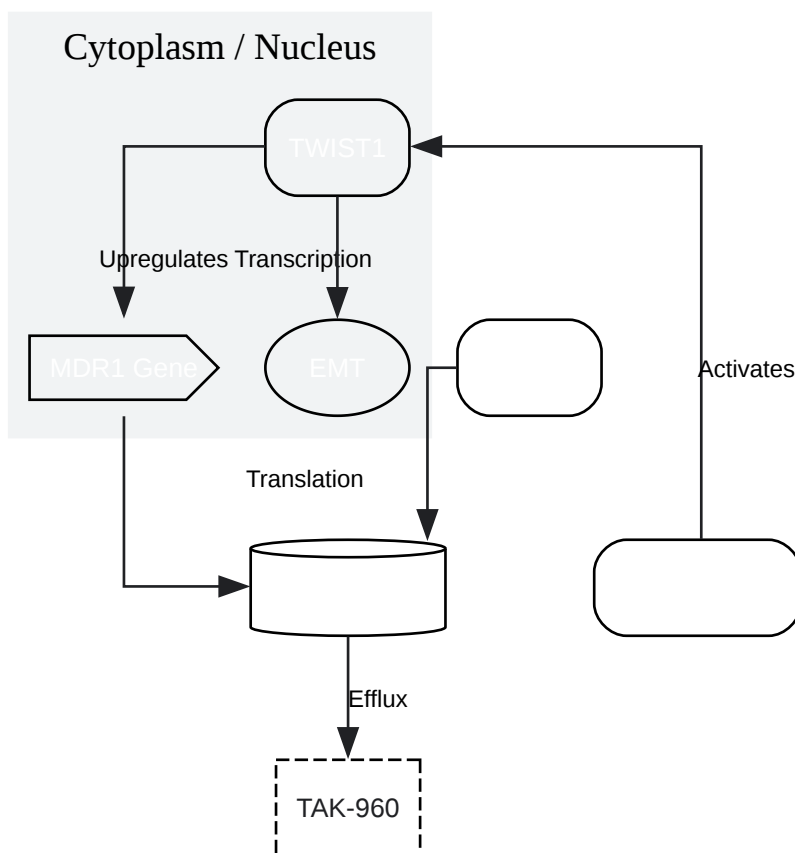 Cytoplasm / Nucleus
TWIST1
Upregulates Transcription
MDR1 Gene
EMT
Activates
Translation
Efflux
TAK-960